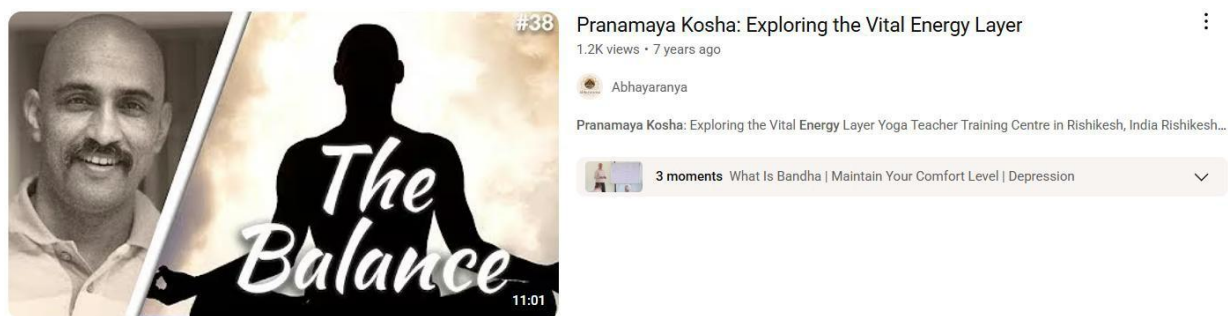 #38
The
Balance
11:01
Pranamaya Kosha: Exploring the Vital Energy Layer
1.2K views • 7 years ago
Abhayaranya
Pranamaya Kosha: Exploring the Vital Energy Layer Yoga Teacher Training Centre in Rishikesh, India Rishikesh...
3 moments What Is Bandha | Maintain Your Comfort Level | Depression